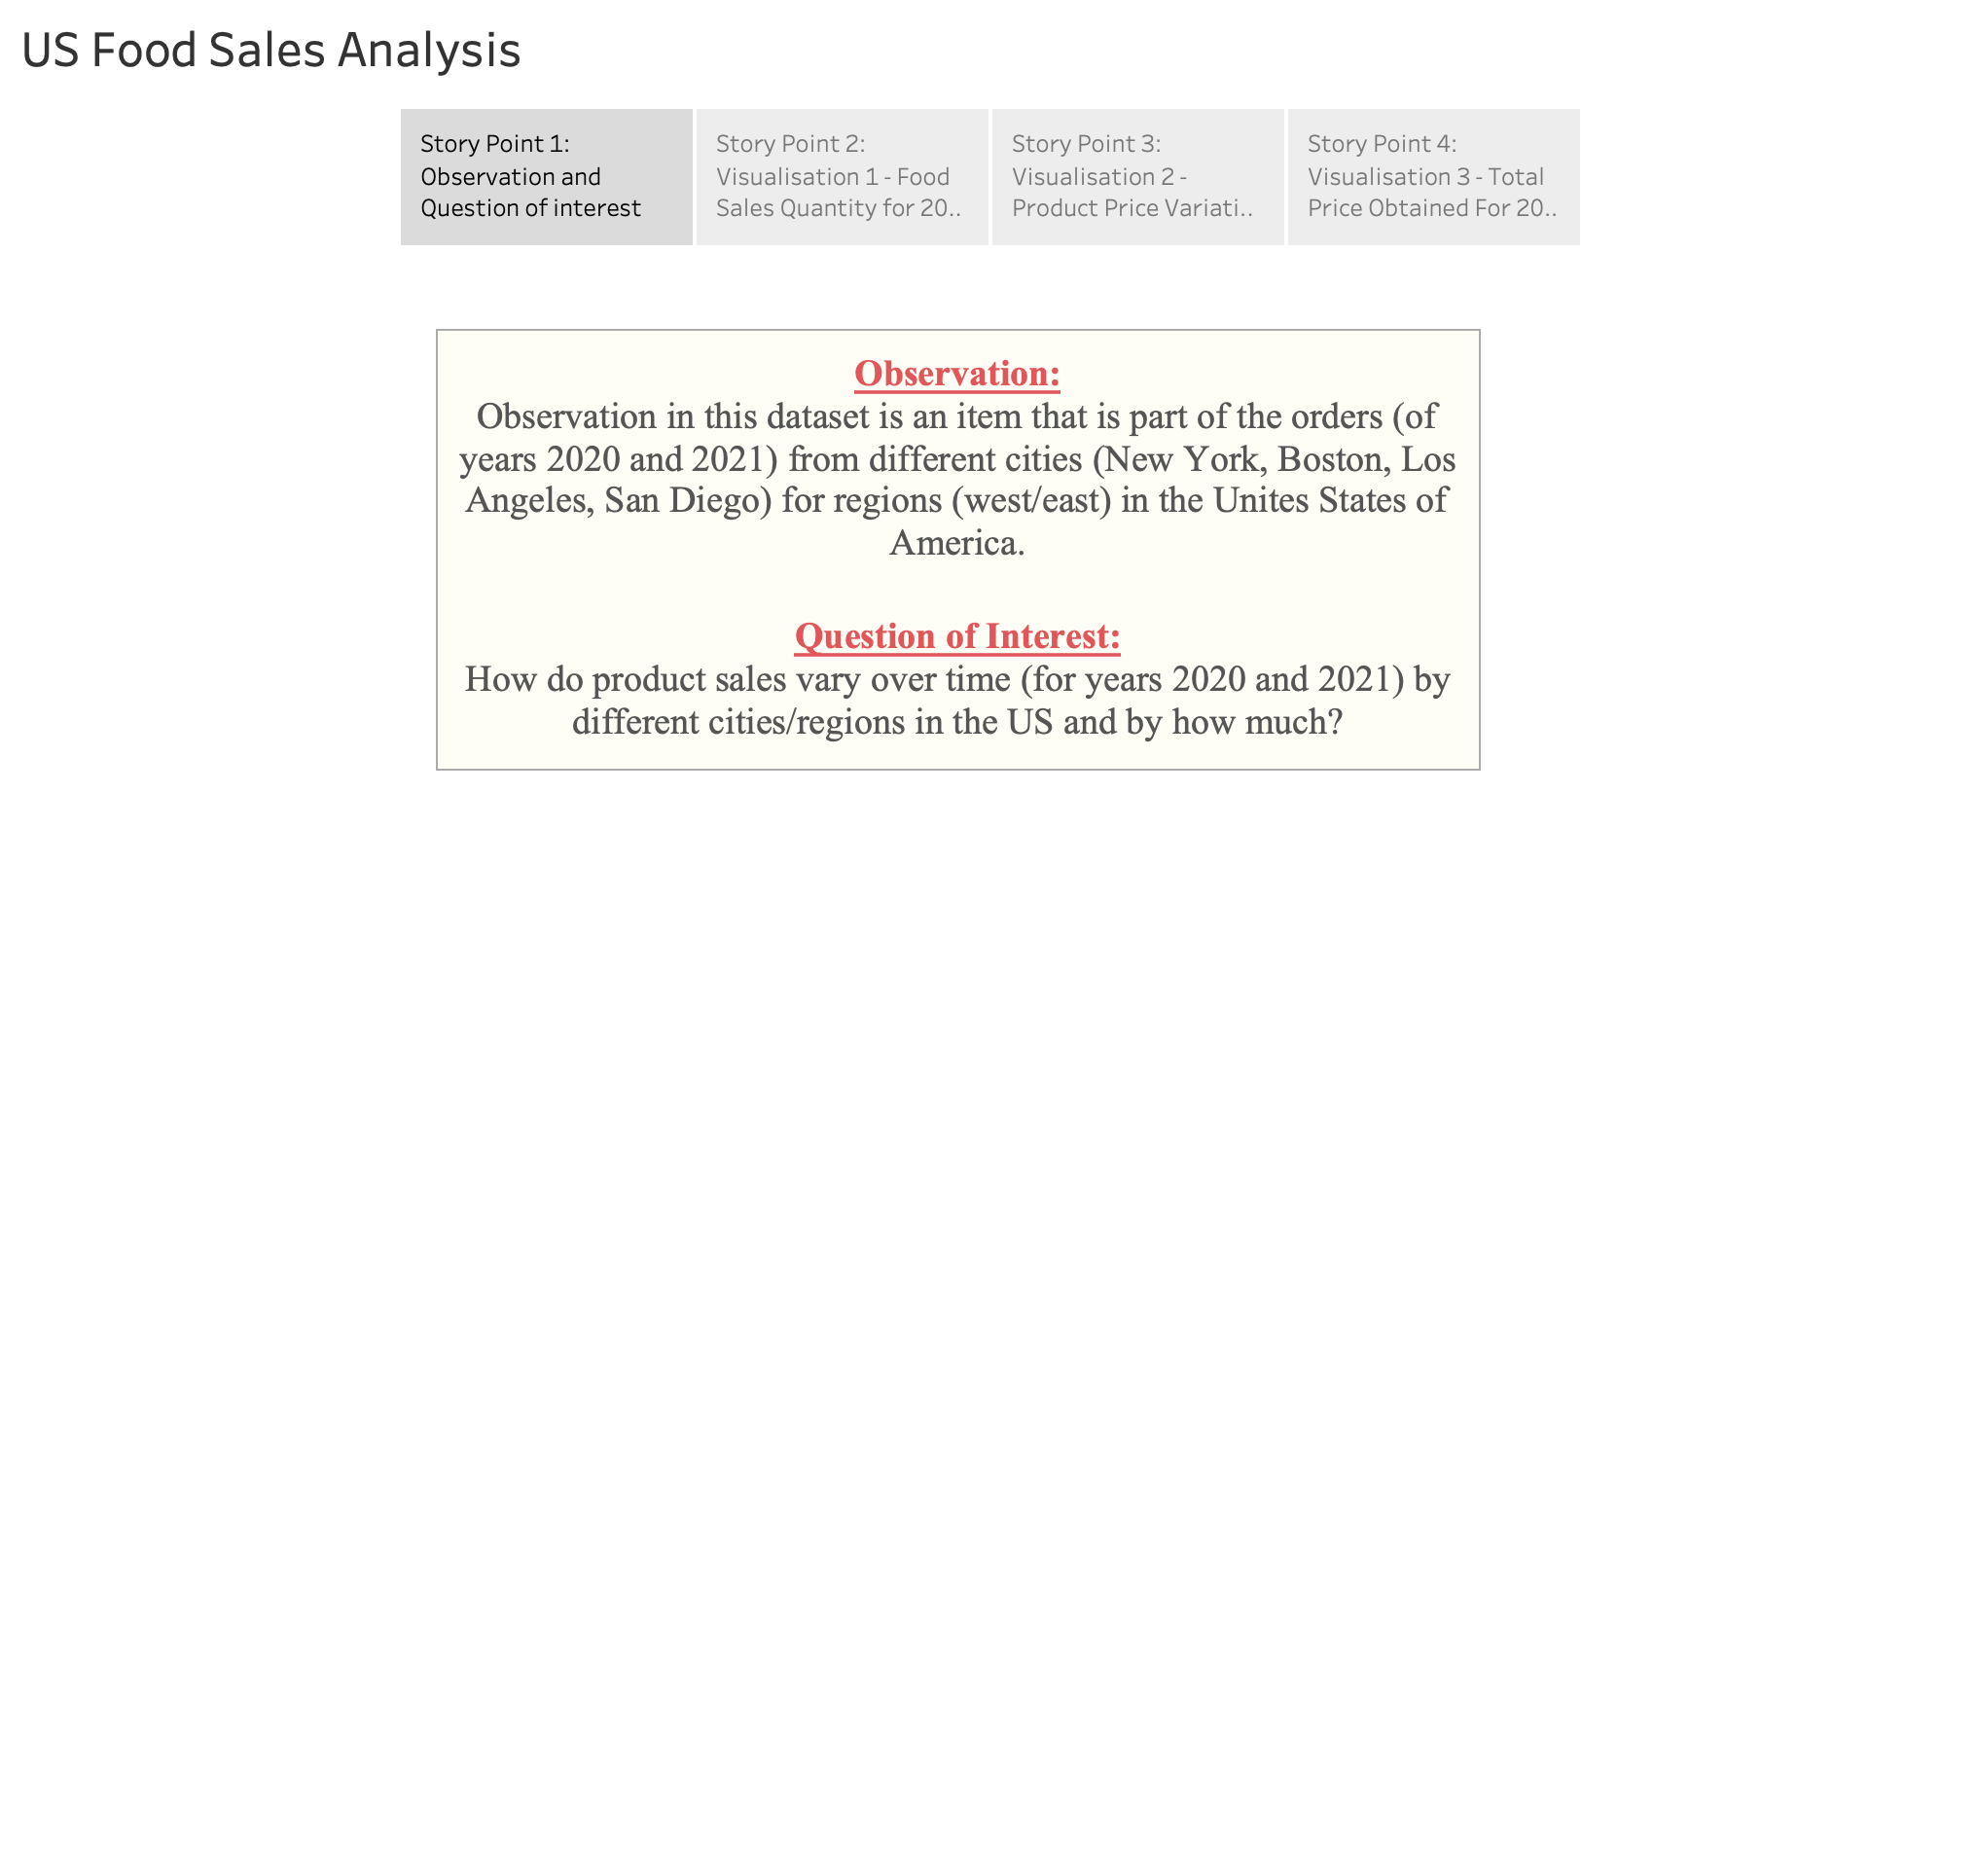 US Food Sales Analysis
Story Point 1:
Observation and
Question of interest
Story Point 2:
Visualisation 1 - Food
Sales Quantity for 20..
Story Point 3:
Visualisation 2 -
Product Price Variati..
Story Point 4:
Visualisation 3 - Total
Price Obtained For 20..
Observation:
Observation in this dataset is an item that is part of the orders (of
years 2020 and 2021) from different cities (New York, Boston, Los
Angeles, San Diego) for regions (west/east) in the Unites States of
America.
Question of Interest:
How do product sales vary over time (for years 2020 and 2021) by
different cities/regions in the US and by how much?